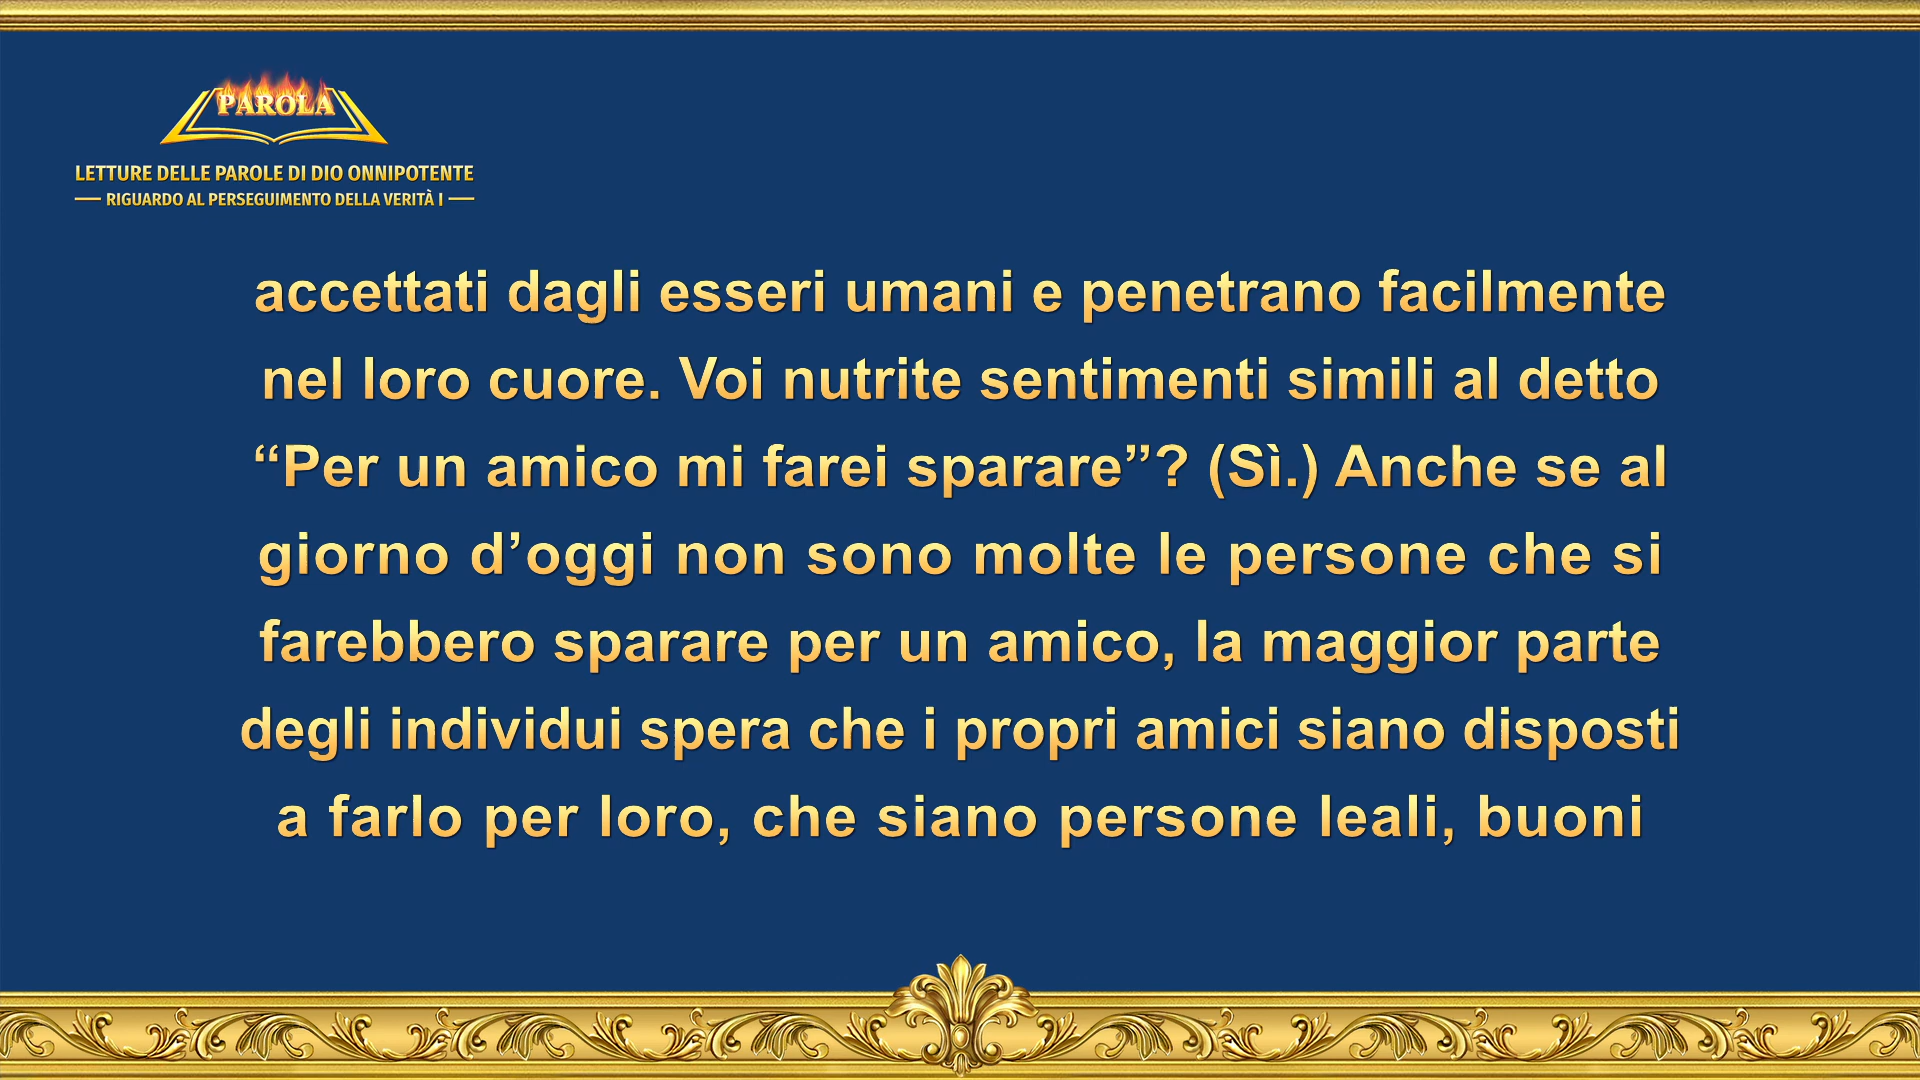 PAROLA
LETTURE DELLE PAROLE DI DIO ONNIPOTENTE
RIGUARDO AL PERSEGUIMENTO DELLA VERITÀ I
accettati dagli esseri umani e penetrano facilmente
nel loro cuore. Voi nutrite sentimenti simili al detto
“Per un amico mi farei sparare”? (Sì.) Anche se al
giorno d’oggi non sono molte le persone che si
farebbero sparare per un amico, la maggior parte
degli individui spera che i propri amici siano disposti
a farlo per loro, che siano persone leali, buoni